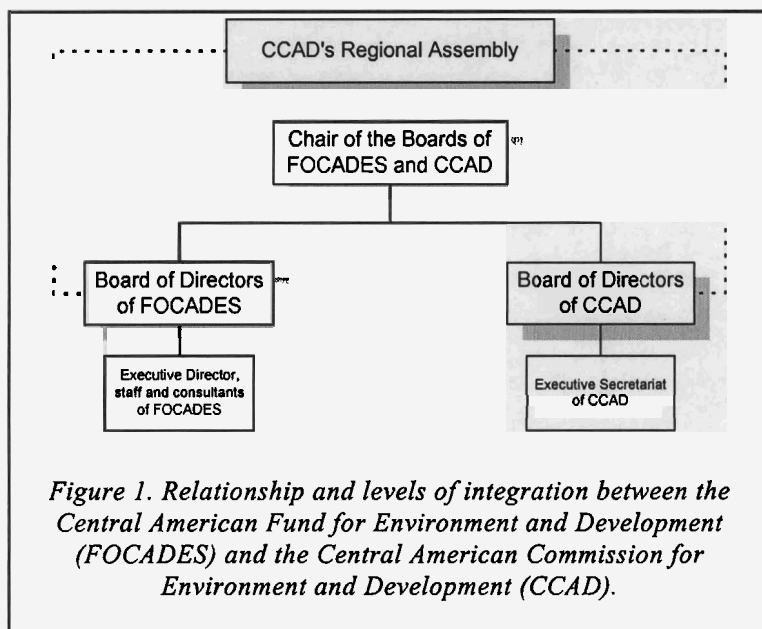 CCAD's Regional Assembly
Chair of the Boards of
FOCADES and CCAD
Board of Directors
of FOCADES
Board of Directors
of CCAD
Executive Director,
staff and consultants
of FOCADES
Executive Secretariat
of CCAD
Figure 1. Relationship and levels of integration between the
Central American Fund for Environment and Development
(FOCADES) and the Central American Commission for
Environment and Development (CCAD).